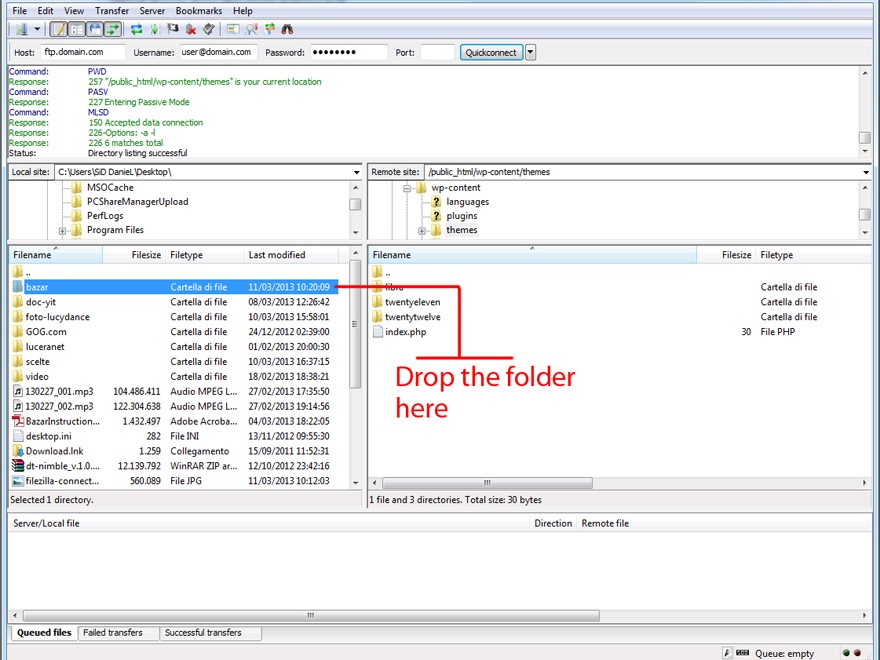 File Edit View Transfer Server Bookmarks Help
Host: ftp.domain.com Username: user@domain.com Password: ●●●●●●●● Port: Quickconnect
Command: PWD
Response: 257 "/public_html/wp-content/themes" is your current location
Command: PASV
Response: 227 Entering Passive Mode
Command: MLSD
Response: 150 Accepted data connection
Response: 226-Options: -a -l
Response: 226 6 matches total
Status: Directory listing successful
Local site: C:\Users\SiD DanieL\Desktop\
MSOCache
PCShareManagerUpload
PerfLogs
Program Files
Filename Filesize Filetype Last modified
..
bazar Cartella di file 11/03/2013 10:20:09
doc-yit Cartella di file 08/03/2013 12:26:42
foto-lucydance Cartella di file 10/03/2013 15:58:01
GOG.com Cartella di file 24/12/2012 02:39:00
luceranet Cartella di file 01/02/2013 20:00:30
scelte Cartella di file 10/03/2013 16:37:15
video Cartella di file 18/02/2013 18:38:21
130227_001.mp3 104.486.411 Audio MPEG L... 27/02/2013 17:35:50
130227_002.mp3 122.304.638 Audio MPEG L... 27/02/2013 19:14:56
BazarInstruction... 1.432.497 Adobe Acroba... 04/03/2013 18:22:05
desktop.ini 282 File INI 13/11/2012 09:55:30
Download.lnk 1.259 Collegamento 15/09/2011 11:52:31
dt-nimble_v.1.0.... 12.139.792 WinRAR ZIP ar... 12/10/2012 23:42:16
filezilla-connect... 560.089 File JPG 11/03/2013 10:12:03
Selected 1 directory.
Remote site: /public_html/wp-content/themes
wp-content
languages
plugins
themes
Filename Filesize Filetype
..
libra Cartella di file
twentyeleven Cartella di file
twentytwelve Cartella di file
index.php 30 File PHP
Drop the folder
here
1 file and 3 directories. Total size: 30 bytes
Server/Local file Direction Remote file
Queued files Failed transfers Successful transfers
Queue: empty